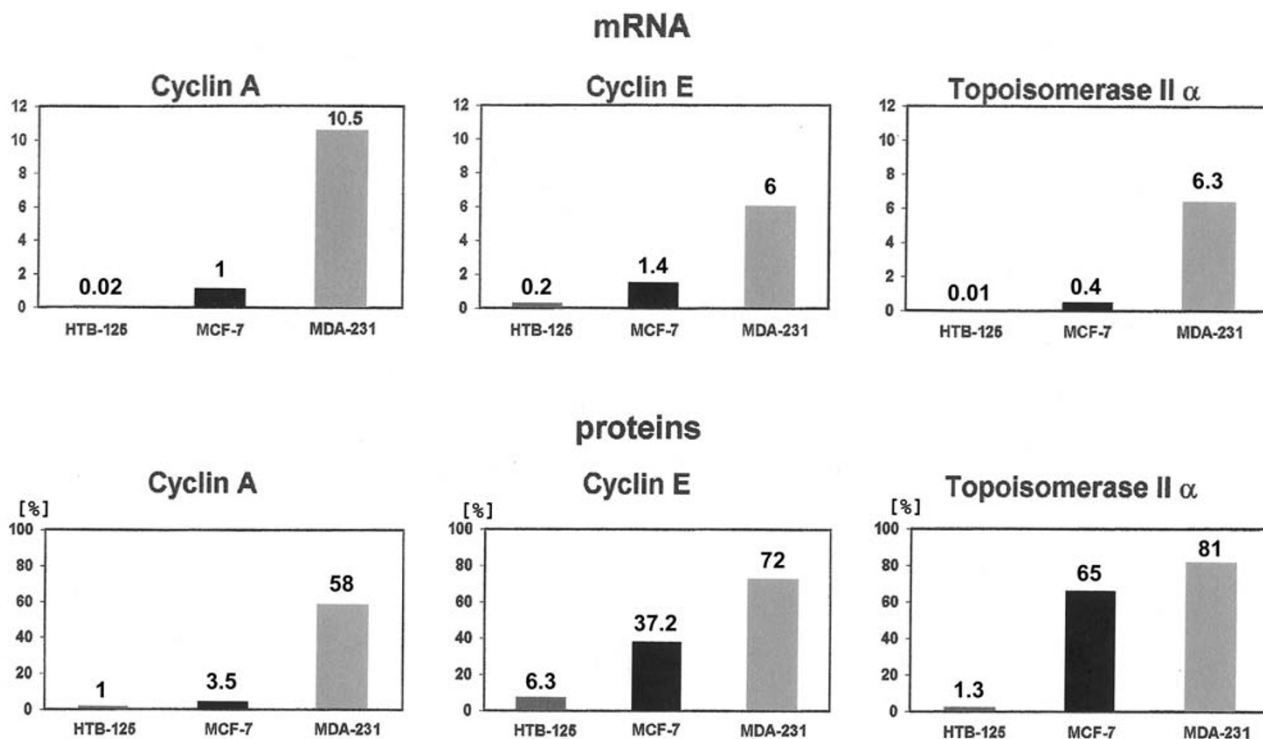 mRNA
Cyclin A Cyclin E Topoisomerase II α
12 12 12
10.5
10 10 10
8 8 8
6.3
6
6 6 6
4 4 4
2 2 2
0.02 1 0.2 1.4 0.01 0.4
0 0 0
HTB-125 MCF-7 MDA-231 HTB-125 MCF-7 MDA-231 HTB-125 MCF-7 MDA-231
proteins
Cyclin A Cyclin E Topoisomerase II α
[%] [%] [%]
100 100 100
81
80 80 80
72
65
58
60 60 60
40 40 40
37.2
20 20 20
1 3.5 6.3 1.3
0 0 0
HTB-125 MCF-7 MDA-231 HTB-125 MCF-7 MDA-231 HTB-125 MCF-7 MDA-231